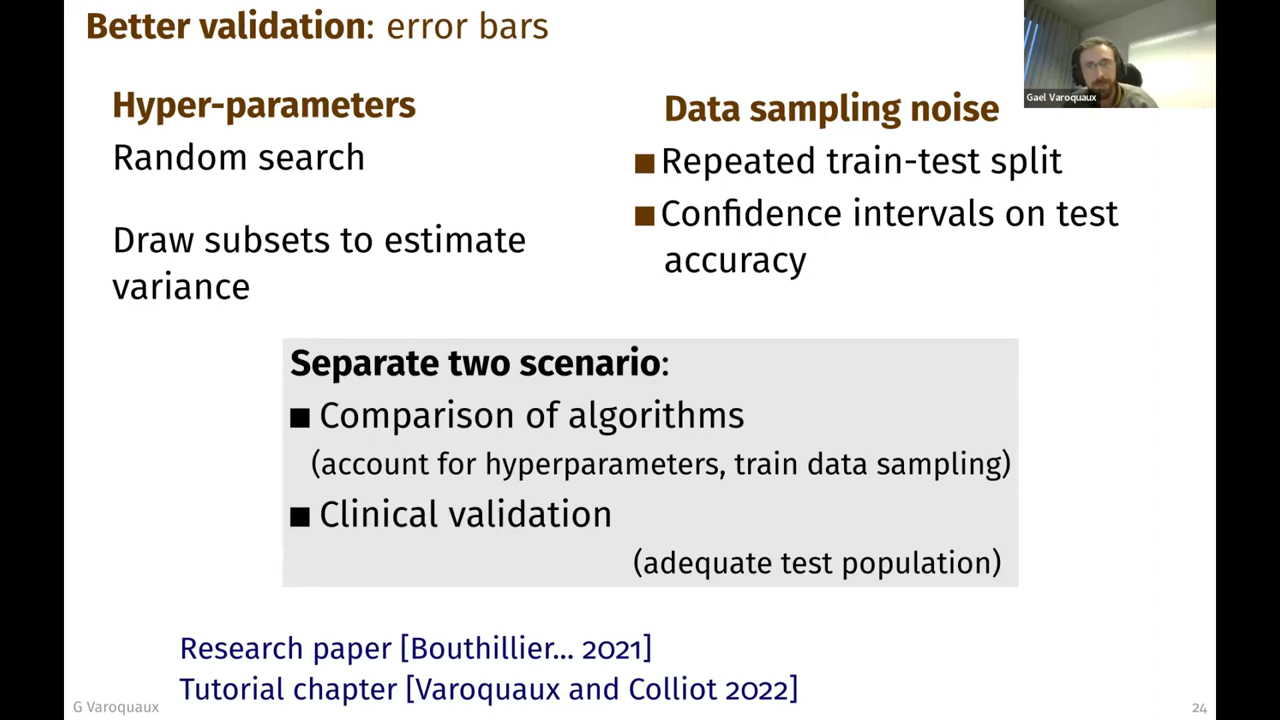 Better validation: error bars
Gael Varoquaux
Hyper-parameters
Random search
Draw subsets to estimate
variance
Data sampling noise
Repeated train-test split
Confidence intervals on test
accuracy
Separate two scenario:
Comparison of algorithms
(account for hyperparameters, train data sampling)
Clinical validation
(adequate test population)
Research paper [Bouthillier... 2021]
Tutorial chapter [Varoquaux and Colliot 2022]
G Varoquaux
24